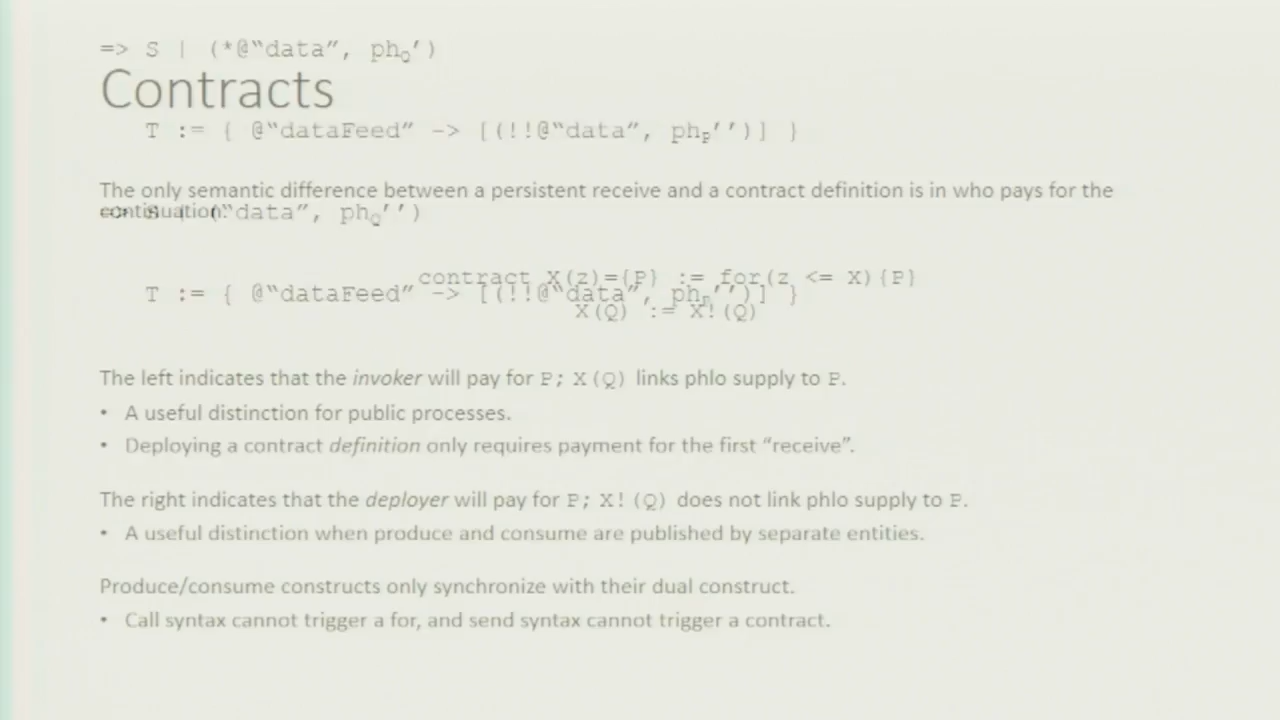 => S | (*@“data”, phQ’)
Contracts
T := { @“dataFeed” -> [(!!@“data”, phP’’)] }
The only semantic difference between a persistent receive and a contract definition is in who pays for the
continuation.
=> S | (“data”, phQ’’)
contract X(z)={P} := for(z <= X){P}
T := { @“dataFeed” -> [(!!@“data”, phP’’)] }
X(Q) := X!(Q)
The left indicates that the invoker will pay for P; X(Q) links phlo supply to P.
• A useful distinction for public processes.
• Deploying a contract definition only requires payment for the first “receive”.
The right indicates that the deployer will pay for P; X!(Q) does not link phlo supply to P.
• A useful distinction when produce and consume are published by separate entities.
Produce/consume constructs only synchronize with their dual construct.
• Call syntax cannot trigger a for, and send syntax cannot trigger a contract.